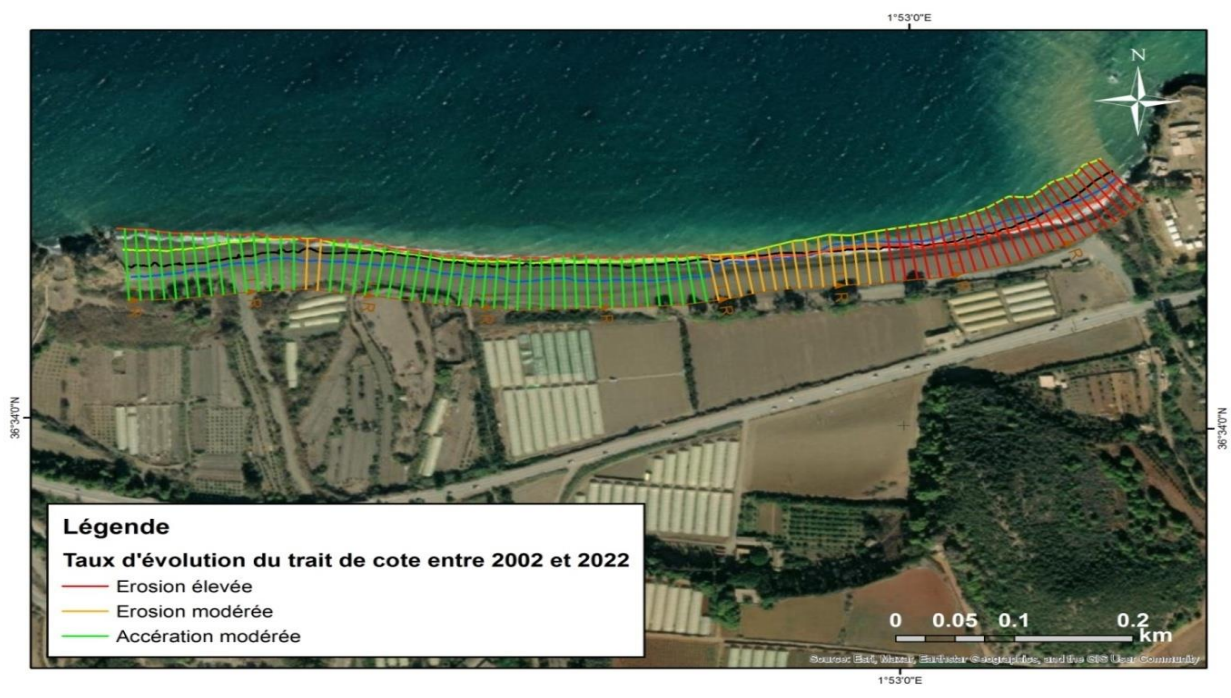 1°53'0"E
N
36°34'0"N
36°34'0"N
Légende
Taux d'évolution du trait de cote entre 2002 et 2022
Erosion élevée
Erosion modérée
Accération modérée
0 0.05 0.1 0.2
km
Source: Esri, Maxar, Earthstar Geographics, and the GIS User Community
1°53'0"E